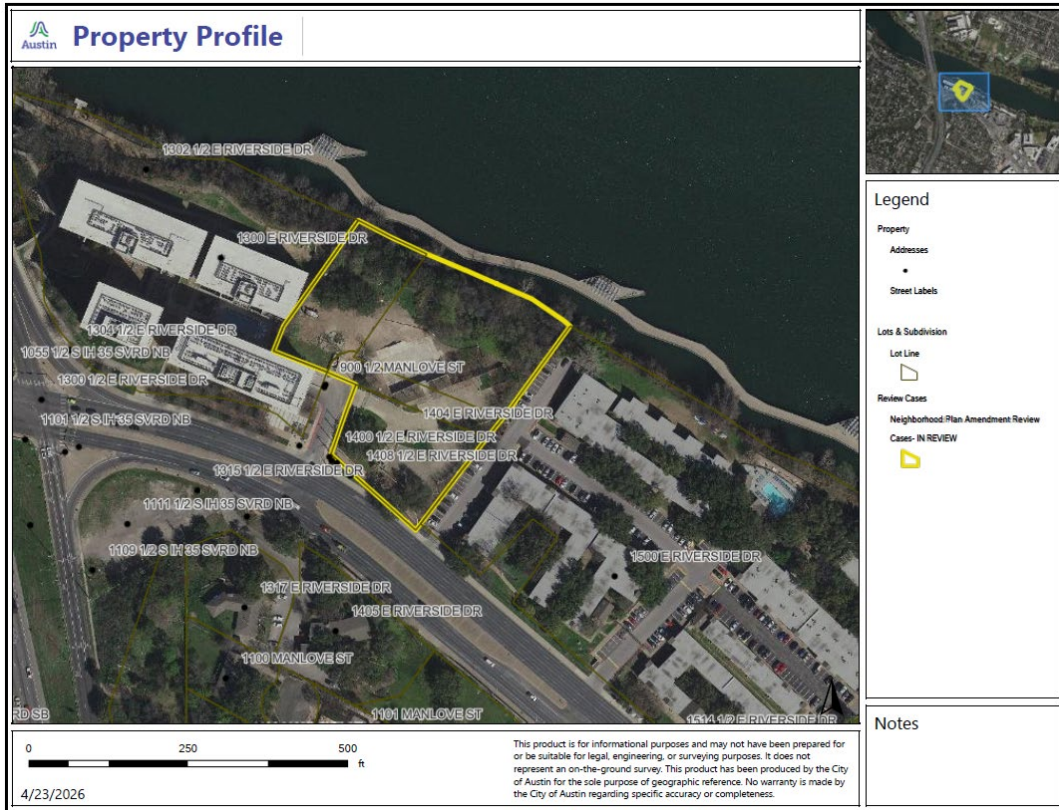 Austin
Property Profile
1302 1/2 E RIVERSIDE DR
1300 E RIVERSIDE DR
1304 1/2 E RIVERSIDE DR
1055 1/2 S IH 35 SVRD NB
1300 1/2 E RIVERSIDE DR
900 1/2 MANLOVE ST
1404 E RIVERSIDE DR
1101 1/2 S IH 35 SVRD NB
1400 1/2 E RIVERSIDE DR
1408 1/2 E RIVERSIDE DR
1315 1/2 E RIVERSIDE DR
1111 1/2 S IH 35 SVRD NB
1109 1/2 S IH 35 SVRD NB
1500 E RIVERSIDE DR
1317 E RIVERSIDE DR
1405 E RIVERSIDE DR
1100 MANLOVE ST
1101 MANLOVE ST
RD SB
1514 1/2 E RIVERSIDE DR
Legend
Property
Addresses
Street Labels
Lots & Subdivision
Lot Line
Review Cases
Neighborhood Plan Amendment Review
Cases- IN REVIEW
Notes
0 250 500
ft
4/23/2026
This product is for informational purposes and may not have been prepared for
or be suitable for legal, engineering, or surveying purposes. It does not
represent an on-the-ground survey. This product has been produced by the City
of Austin for the sole purpose of geographic reference. No warranty is made by
the City of Austin regarding specific accuracy or completeness.